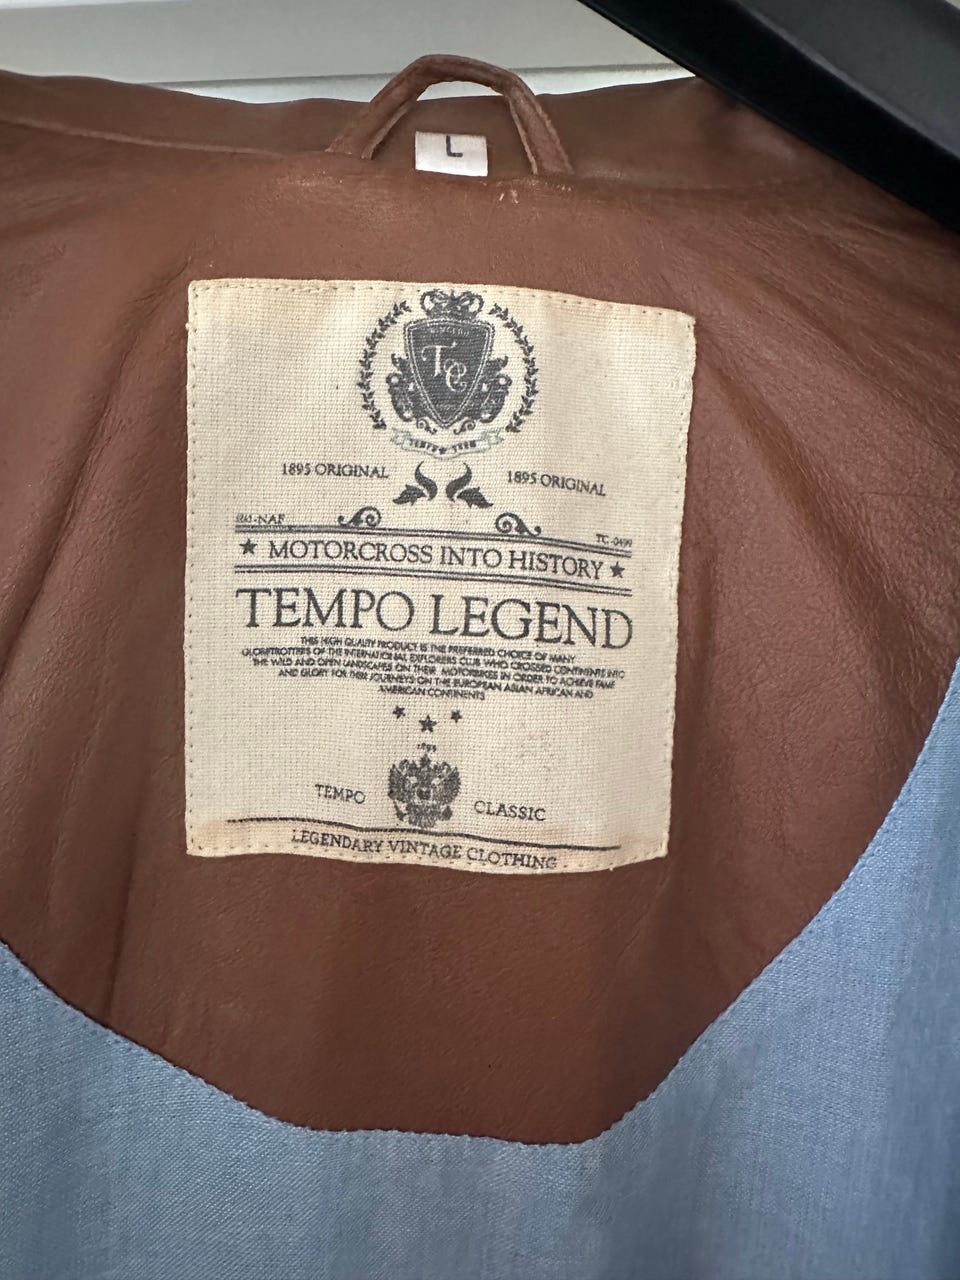 L
TC
1895 ORIGINAL
1895 ORIGINAL
TC-0499
★ MOTORCROSS INTO HISTORY ★
TEMPO LEGEND
THIS HIGH QUALITY PRODUCT IS THE PREFERRED CHOICE OF MANY
GLOBETROTTERS OF THE INTERNATIONAL EXPLORERS CLUB WHO CROSSED CONTINENTS INTO
THE WILD AND OPEN LANDSCAPES ON THEIR MOTORBIKES IN ORDER TO ACHIEVE FAME
AND GLORY FOR THEIR JOURNEYS ON THE EUROPEAN ASIAN AFRICAN AND
AMERICAN CONTINENTS
1895
TEMPO CLASSIC
LEGENDARY VINTAGE CLOTHING